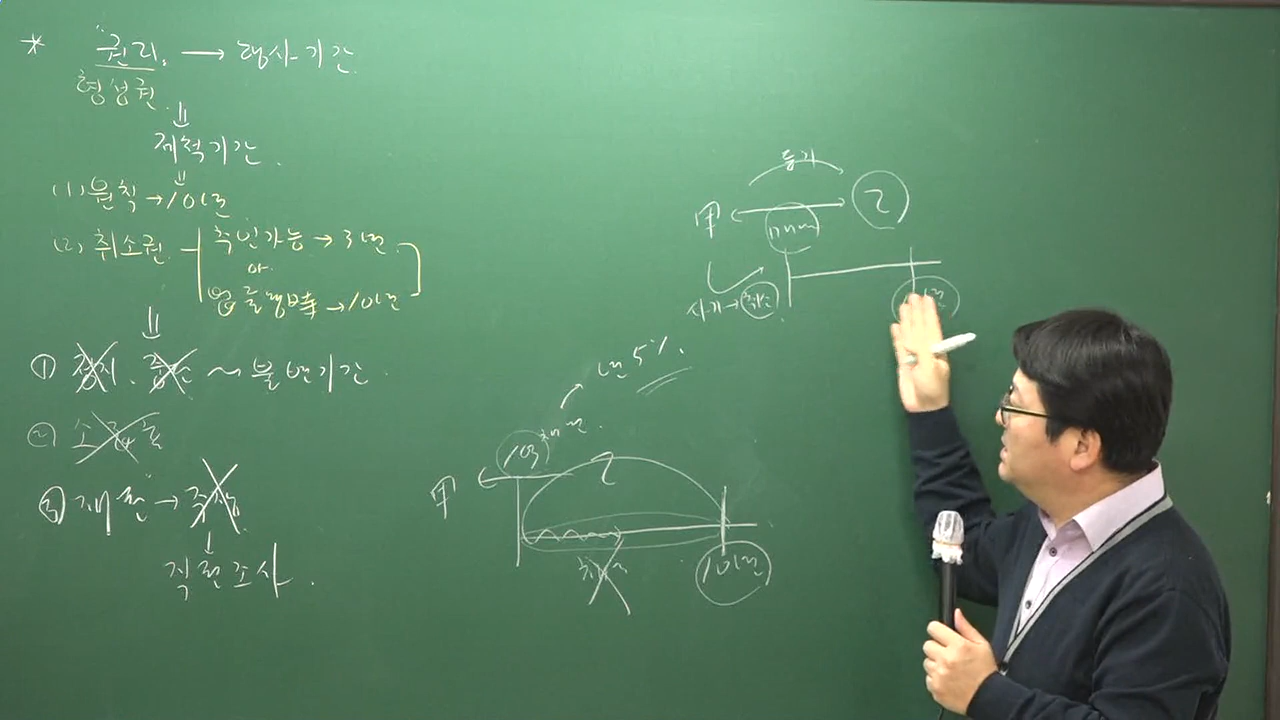 * "권리. → 행사기간
형성권
⇓
제척기간.
(1) 원칙 → 10년
(2) 취소권 추인가능 → 3년
or
법률행위 → 10년
① 정지, 중단 ~ 불변기간.
② 소급효
③ 재판" → 주장
↓
직권조사.
등기
甲 乙
사기 → 취소
년
연 5%.
10억
甲 乙
10년